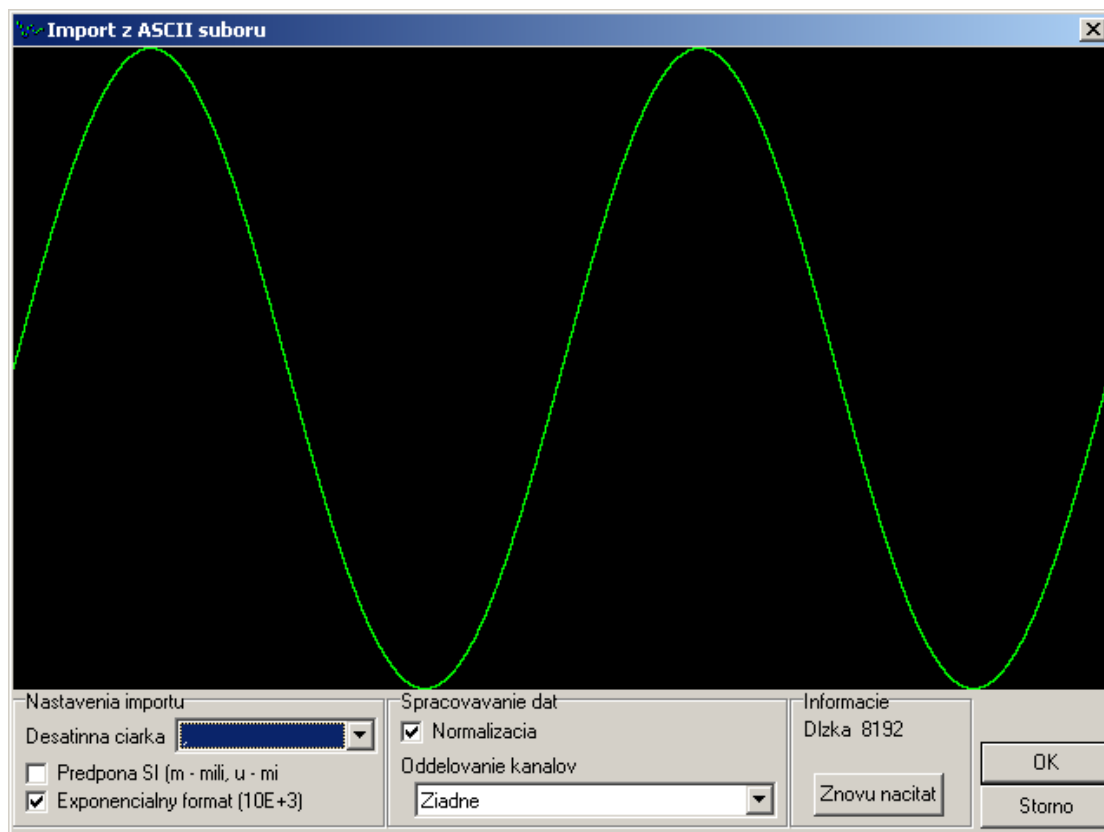 Import z ASCII suboru
Nastavenia importu
Desatinna ciarka ,
Predpona SI (m - mili, u - mi
Exponencialny format (10E+3)
Spracovavanie dat
Normalizacia
Oddelovanie kanalov
Ziadne
Informacie
Dlzka 8192
Znovu nacitat
OK
Storno